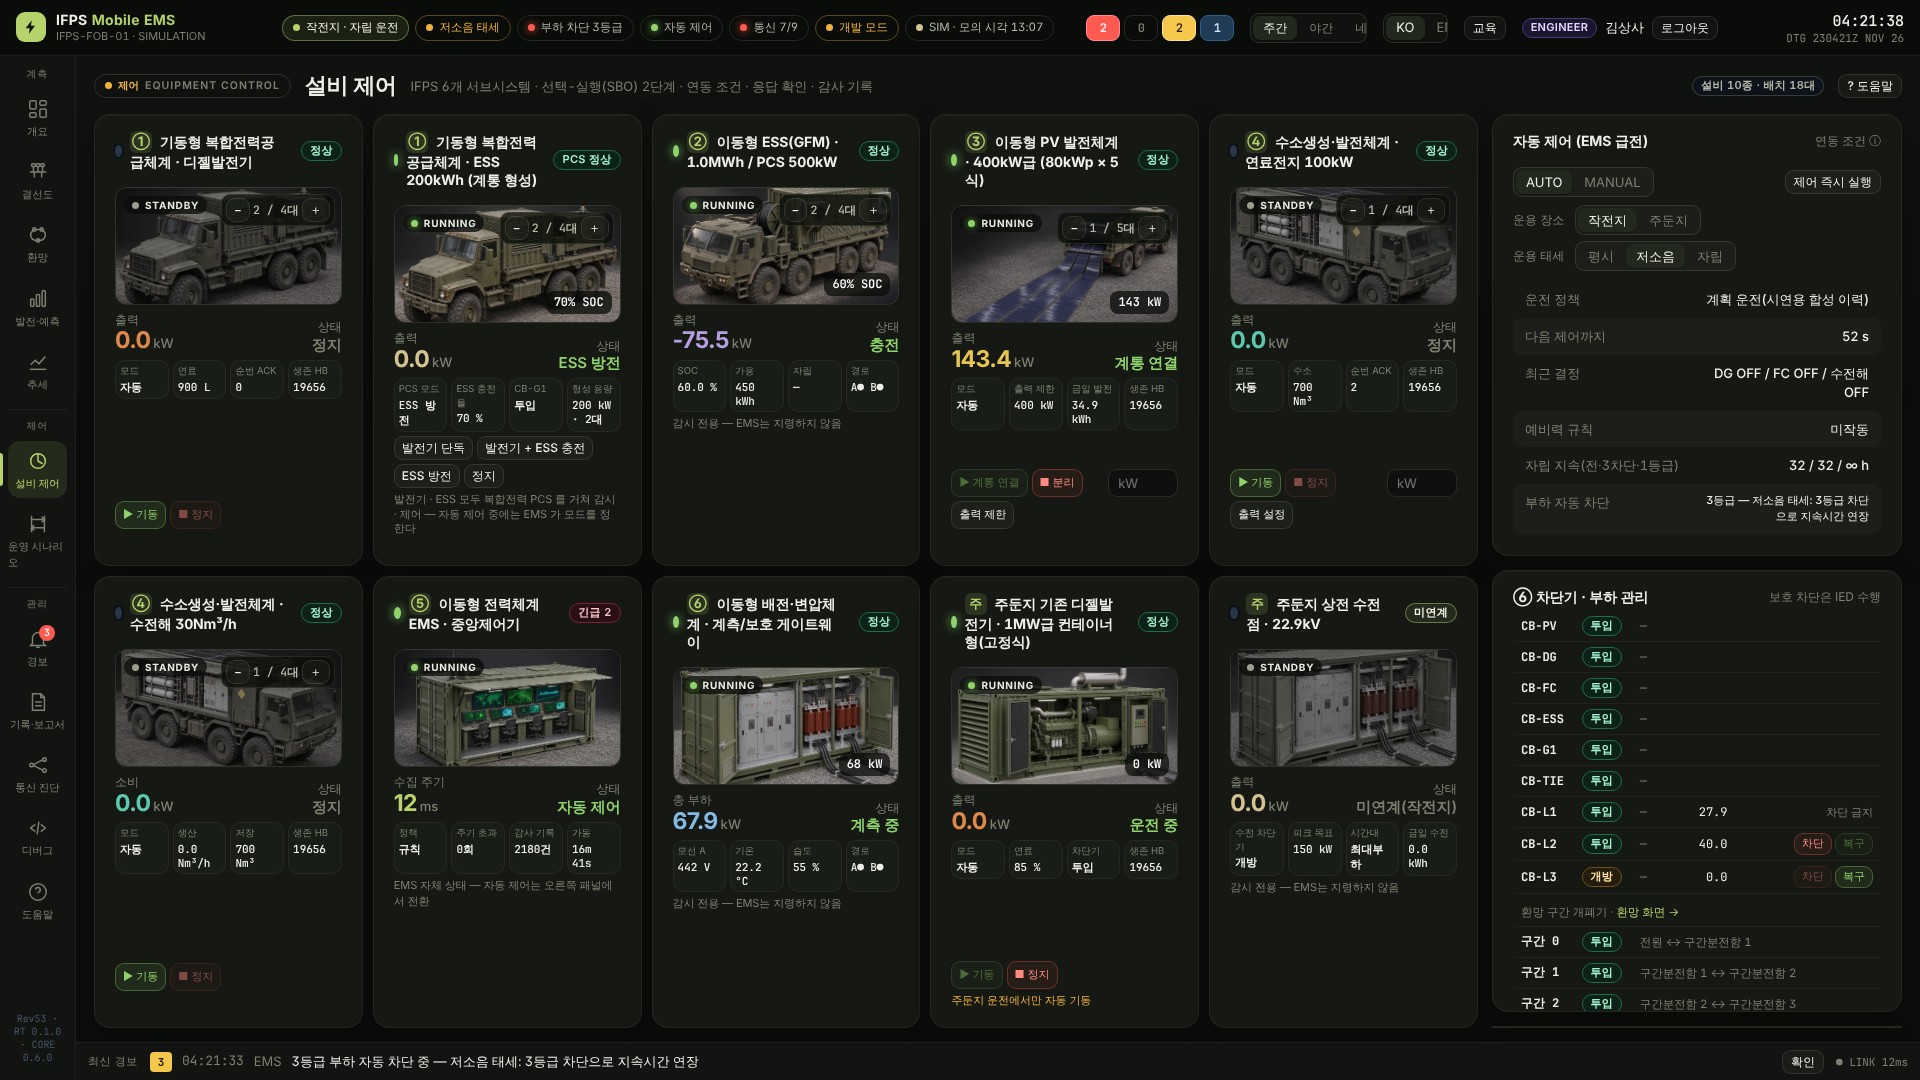 IFPS Mobile EMS
IFPS-FOB-01 · SIMULATION
작전지 · 자립 운전
저소음 태세
부하 차단 3등급
자동 제어
통신 7/9
개발 모드
SIM · 모의 시각 13:07
2 0 2 1
주간 야간
KO
교육
ENGINEER 김상사 로그아웃
04:21:38
DTG 230421Z NOV 26
계측
개요
결선도
환망
발전·예측
추세
제어
설비 제어
운영 시나리오
관리
3
경보
기록·보고서
통신 진단
디버그
도움말
RevS3 ·
RT 0.1.0
· CORE
0.6.0
제어 EQUIPMENT CONTROL
설비 제어
IFPS 6개 서브시스템 · 선택-실행(SBO) 2단계 · 연동 조건 · 응답 확인 · 감사 기록
설비 10종 · 배치 18대
? 도움말
① 기동형 복합전력공급체계 · 디젤발전기
정상
STANDBY
− 2 / 4대 +
출력
0.0 kW
상태
정지
모드 자동
연료 900 L
순번 ACK 0
생존 HB 19656
▶ 기동
■ 정지
① 기동형 복합전력공급체계 · ESS 200kWh (계통 형성)
PCS 정상
RUNNING
− 2 / 4대 +
70% SOC
출력
0.0 kW
상태
ESS 방전
PCS 모드 ESS 방전
ESS 충전율 70 %
CB-G1 투입
형성 용량 200 kW · 2대
발전기 단독
발전기 + ESS 충전
ESS 방전
정지
발전기 · ESS 모두 복합전력 PCS 를 거쳐 감시 · 제어 — 자동 제어 중에는 EMS 가 모드를 정한다
② 이동형 ESS(GFM) · 1.0MWh / PCS 500kW
정상
RUNNING
− 2 / 4대 +
60% SOC
출력
-75.5 kW
상태
충전
SOC 60.0 %
가용 450 kWh
자립 —
경로 A● B●
감시 전용 — EMS는 지령하지 않음
③ 이동형 PV 발전체계 · 400kW급 (80kWp × 5식)
정상
RUNNING
− 1 / 5대 +
143 kW
출력
143.4 kW
상태
계통 연결
모드 자동
출력 제한 400 kW
금일 발전 34.9 kWh
생존 HB 19656
▶ 계통 연결
■ 분리
kW
출력 제한
④ 수소생성·발전체계 · 연료전지 100kW
정상
STANDBY
− 1 / 4대 +
출력
0.0 kW
상태
정지
모드 자동
수소 700 Nm³
순번 ACK 2
생존 HB 19656
▶ 기동
■ 정지
kW
출력 설정
④ 수소생성·발전체계 · 수전해 30Nm³/h
정상
STANDBY
− 1 / 4대 +
소비
0.0 kW
상태
정지
모드 자동
생산 0.0 Nm³/h
저장 700 Nm³
생존 HB 19656
▶ 기동
■ 정지
⑤ 이동형 전력체계 EMS · 중앙제어기
긴급 2
RUNNING
수집 주기
12 ms
상태
자동 제어
정책 규칙
주기 초과 0회
감사 기록 2180건
가동 16m 41s
EMS 자체 상태 — 자동 제어는 오른쪽 패널에서 전환
⑥ 이동형 배전·변압체계 · 계측/보호 게이트웨이
정상
RUNNING
68 kW
총 부하
67.9 kW
상태
계측 중
모선 A 442 V
기온 22.2 °C
습도 55 %
경로 A● B●
감시 전용 — EMS는 지령하지 않음
주 주둔지 기존 디젤발전기 · 1MW급 컨테이너형(고정식)
정상
RUNNING
0 kW
출력
0.0 kW
상태
운전 중
모드 자동
연료 85 %
차단기 투입
생존 HB 19656
▶ 기동
■ 정지
주둔지 운전에서만 자동 기동
주 주둔지 상전 수전점 · 22.9kV
미연계
STANDBY
출력
0.0 kW
상태
미연계(작전지)
수전 차단기 개방
피크 목표 150 kW
시간대 최대부하
금일 수전 0.0 kWh
감시 전용 — EMS는 지령하지 않음
자동 제어 (EMS 급전)
연동 조건 ⓘ
AUTO MANUAL
제어 즉시 실행
운용 장소 작전지 주둔지
운용 태세 평시 저소음 자립
운전 정책 계획 운전(시연용 합성 이력)
다음 제어까지 52 s
최근 결정 DG OFF / FC OFF / 수전해 OFF
예비력 규칙 미작동
자립 지속(전·3차단·1등급) 32 / 32 / ∞ h
부하 자동 차단 3등급 — 저소음 태세: 3등급 차단으로 지속시간 연장
⑥ 차단기 · 부하 관리
보호 차단은 IED 수행
CB-PV 투입 —
CB-DG 투입 —
CB-FC 투입 —
CB-ESS 투입 —
CB-G1 투입 —
CB-TIE 투입 —
CB-L1 투입 — 27.9 차단 금지
CB-L2 투입 — 40.0 차단 복구
CB-L3 개방 — 0.0 차단 복구
환망 구간 개폐기 · 환망 화면 →
구간 0 투입 전원 ↔ 구간분전함 1
구간 1 투입 구간분전함 1 ↔ 구간분전함 2
구간 2 투입 구간분전함 2 ↔ 구간분전함 3
최신 경보 3 04:21:33 EMS 3등급 부하 자동 차단 중 — 저소음 태세: 3등급 차단으로 지속시간 연장
확인
LINK 12ms